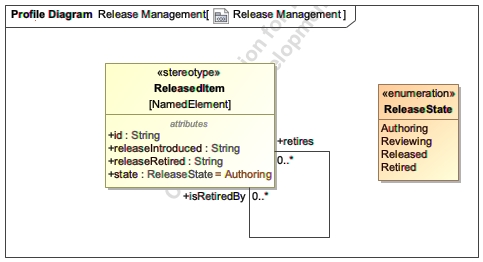 Profile Diagram Release Management[ Release Management ]
«stereotype»
ReleasedItem
[NamedElement]
attributes
+id : String
+releaseIntroduced : String
+releaseRetired : String
+state : ReleaseState = Authoring
+retires
0..*
+isRetiredBy 0..*
«enumeration»
ReleaseState
Authoring
Reviewing
Released
Retired